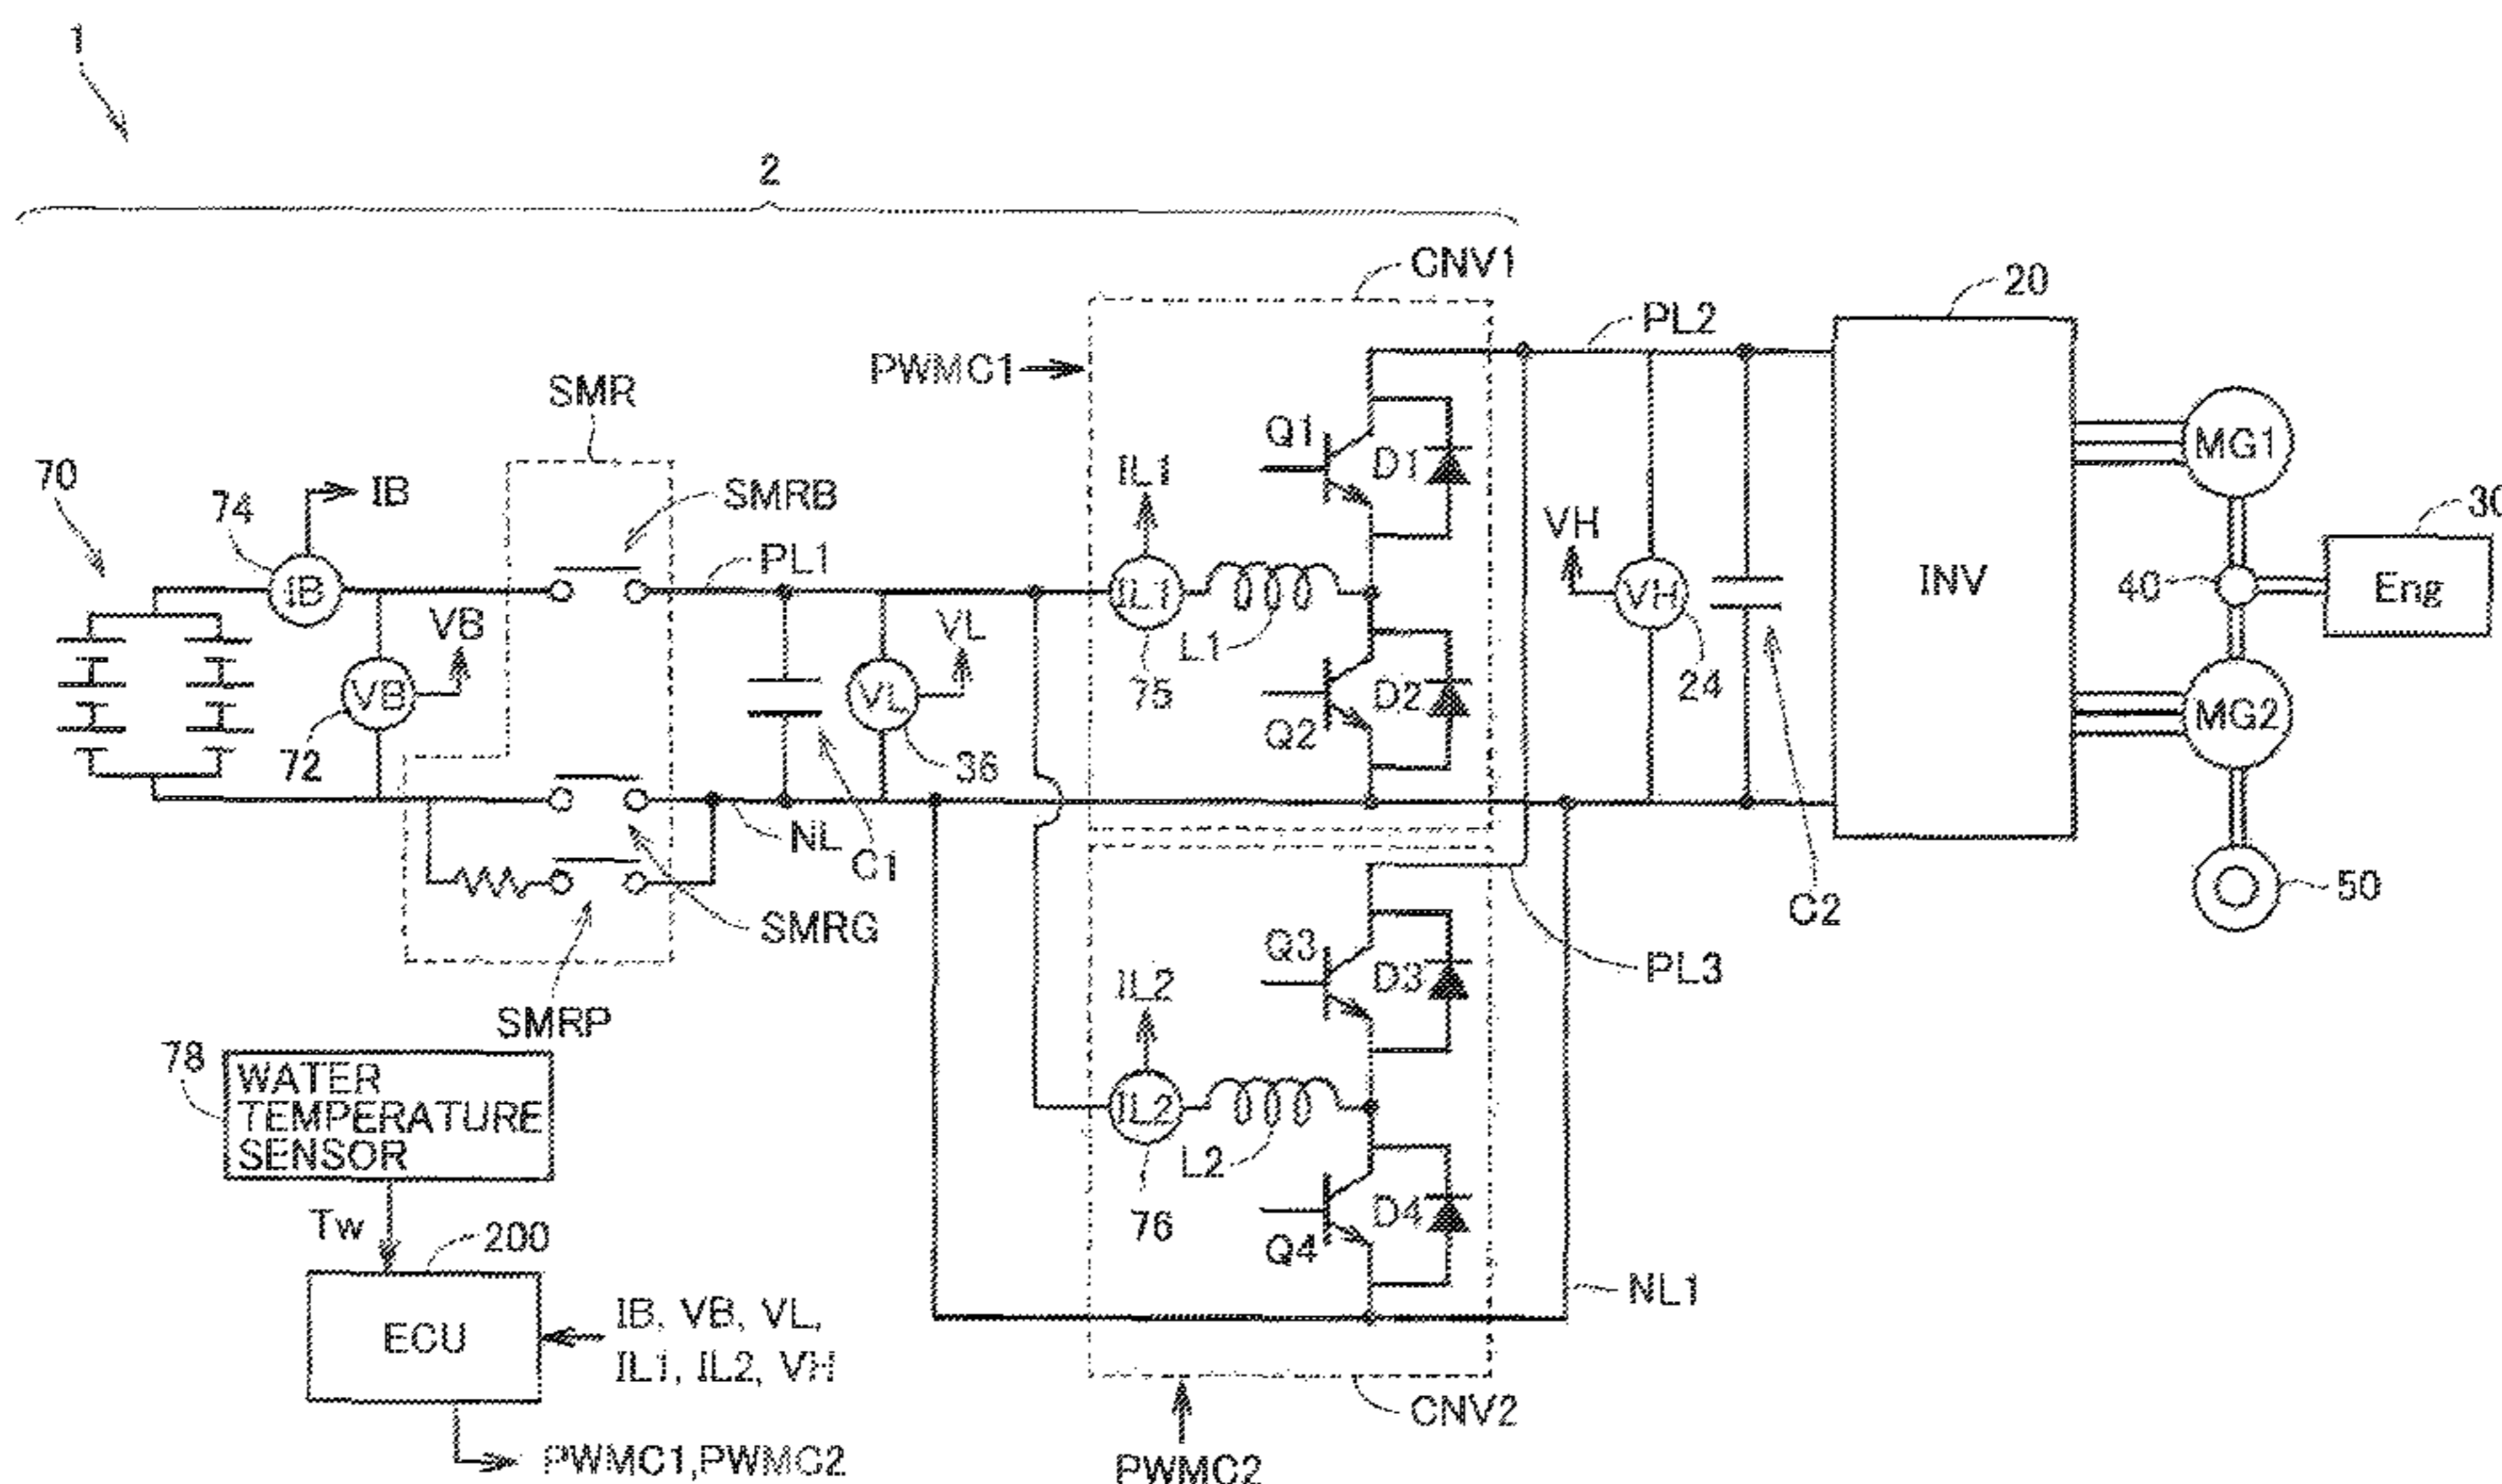 1
2
CNV1
20
PL2
PWMC1
SMR
Q1
D1
MG1
70
74
IB
IL1
SMRB
VH
30
PL1
IB
IL1
VH
INV
40
Eng
VB
VL
L1
VB
VL
75
24
D2
MG2
72
36
Q2
NL
C1
50
C2
SMRG
Q3
D3
PL3
IL2
SMRP
78
WATER
TEMPERATURE
SENSOR
IL2
L2
Tw
200
76
D4
Q4
NL1
ECU
IB, VB, VL,
IL1, IL2, VH
CNV2
PWMC1,PWMC2
PWMC2